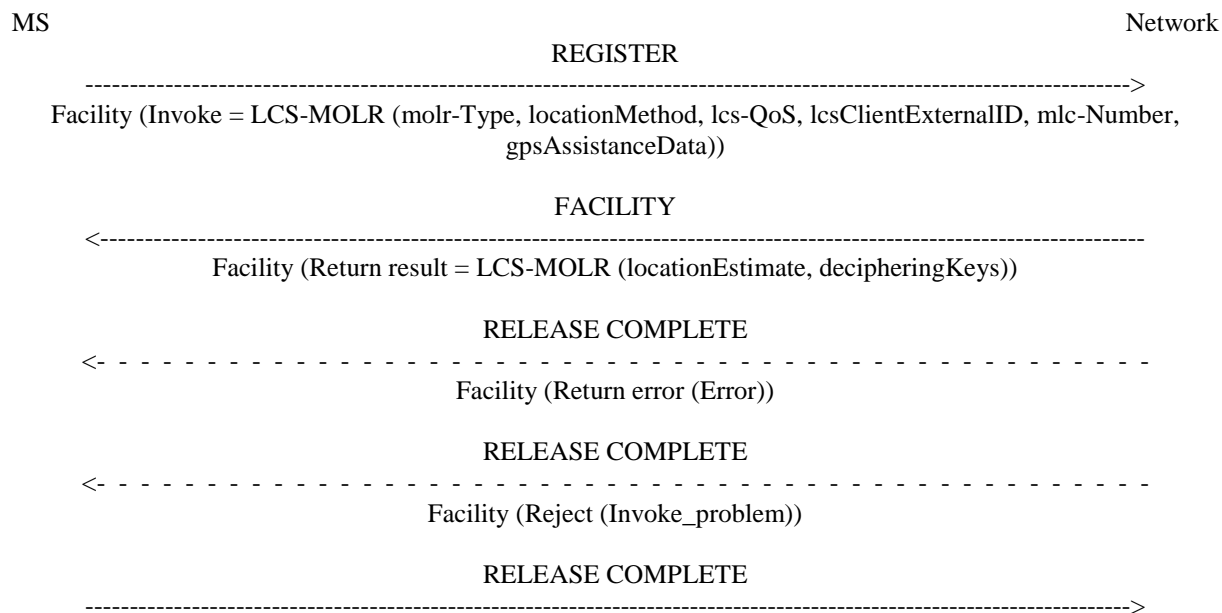 MS Network
REGISTER
Facility (Invoke = LCS-MOLR (molr-Type, locationMethod, lcs-QoS, lcsClientExternalID, mlc-Number,
gpsAssistanceData))
FACILITY
Facility (Return result = LCS-MOLR (locationEstimate, decipheringKeys))
RELEASE COMPLETE
Facility (Return error (Error))
RELEASE COMPLETE
Facility (Reject (Invoke_problem))
RELEASE COMPLETE